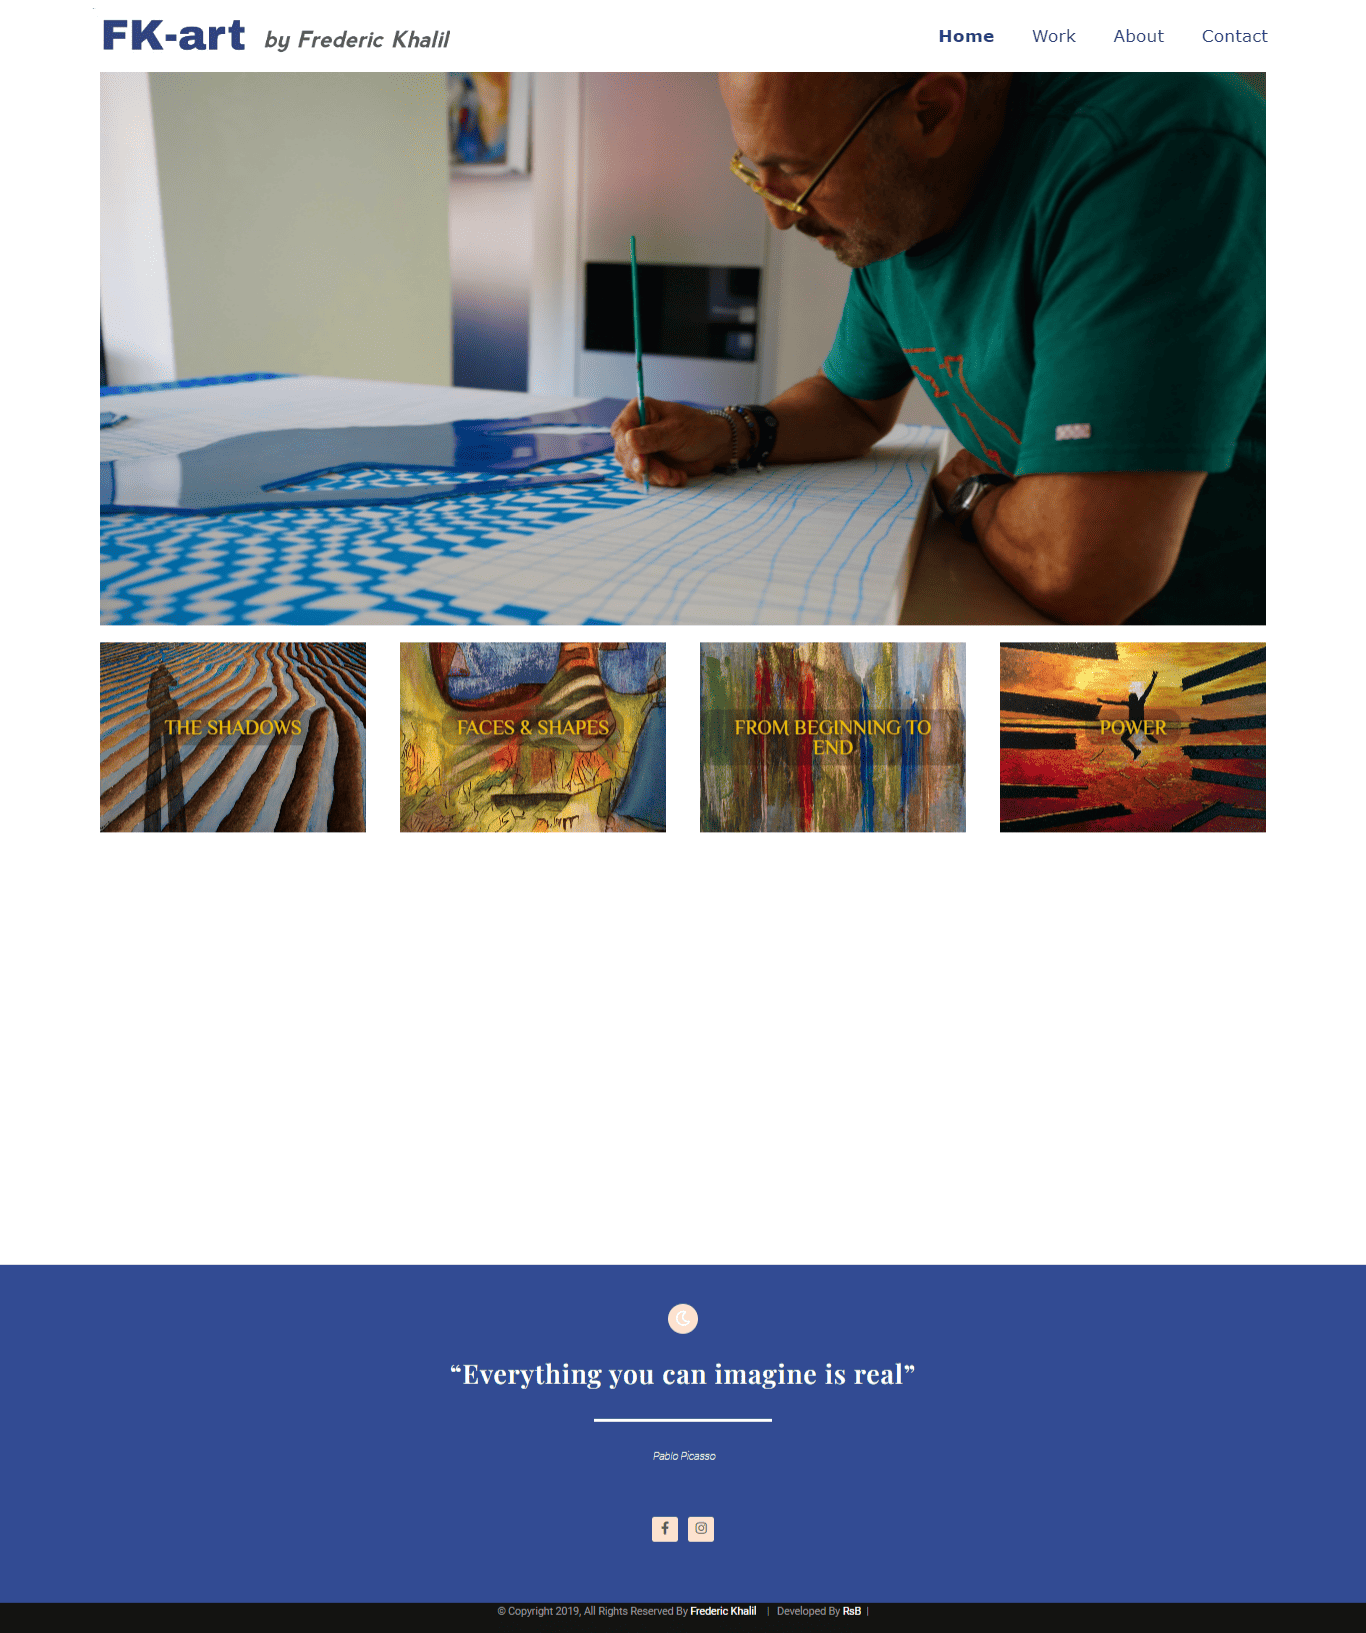 FK-art by Frederic Khalil
Home Work About Contact
THE SHADOWS
FACES & SHAPES
FROM BEGINNING TO
END
POWER
“Everything you can imagine is real”
Pablo Picasso
© Copyright 2019, All Rights Reserved By Frederic Khalil | Developed By RsB |